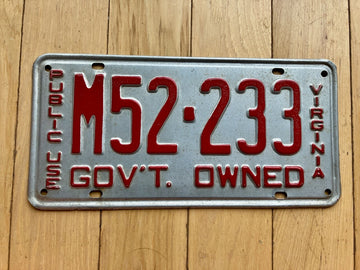 PUBLIC USE
M52·233
VIRGINIA
GOV'T. OWNED